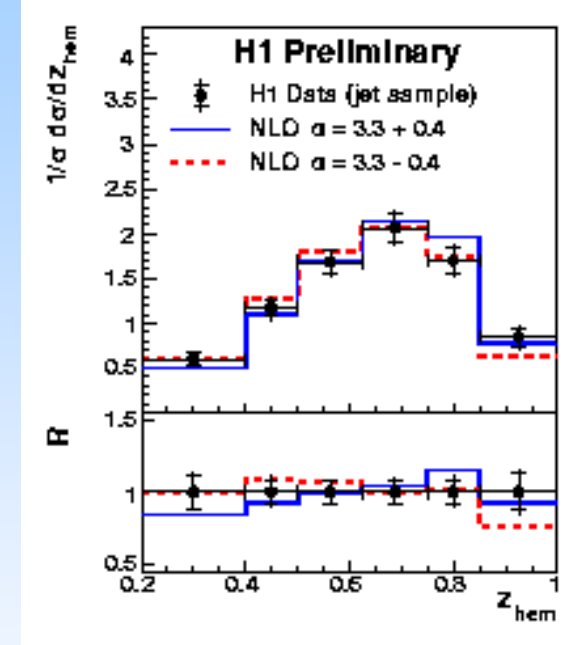 H1 Preliminary
H1 Data (jet sample)
NLO α = 3.3 + 0.4
NLO α = 3.3 - 0.4
1/σ dσ/dz_hem
4
3.5
3
2.5
2
1.5
1
0.5
R
1.5
1
0.5
0.2 0.4 0.6 0.8 1
z_hem